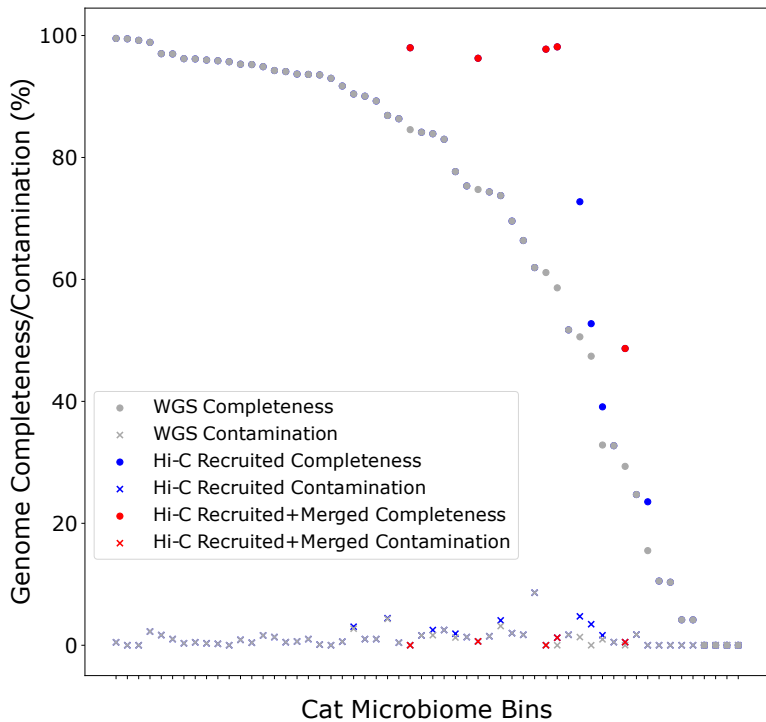 Genome Completeness/Contamination (%)
100
80
60
40
20
0
WGS Completeness
WGS Contamination
Hi-C Recruited Completeness
Hi-C Recruited Contamination
Hi-C Recruited+Merged Completeness
Hi-C Recruited+Merged Contamination
Cat Microbiome Bins